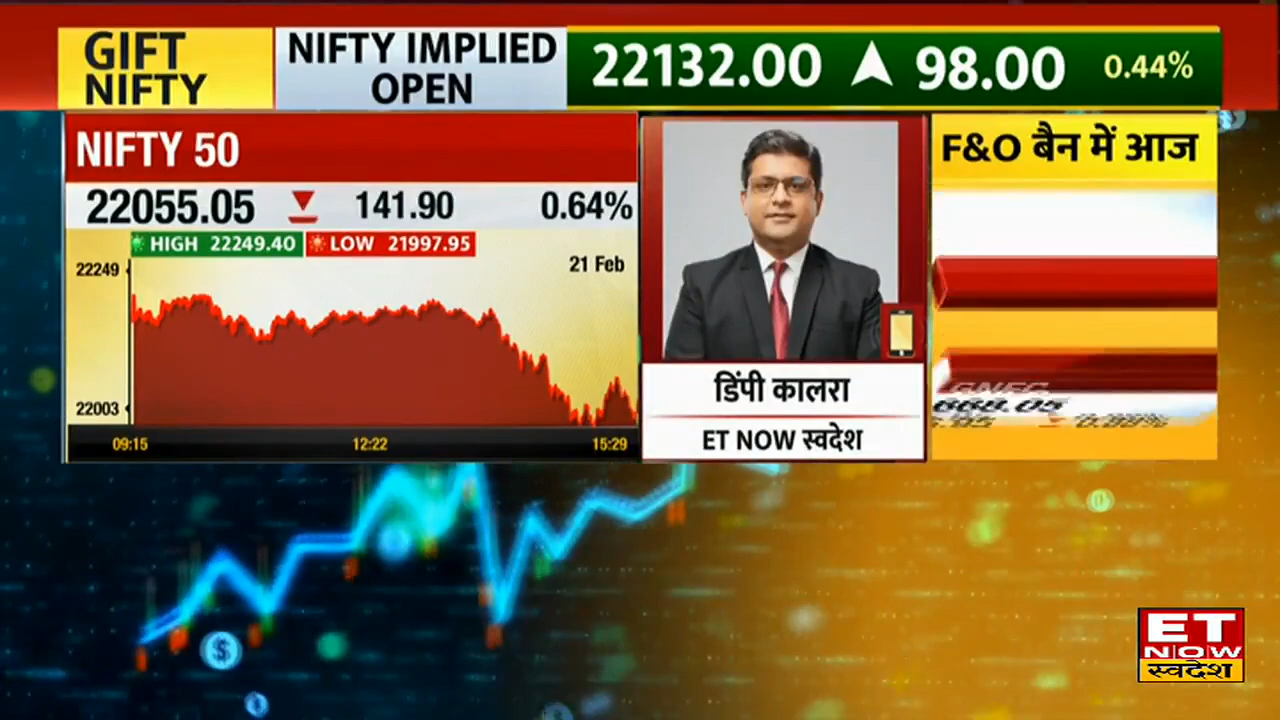 GIFT
NIFTY
NIFTY IMPLIED
OPEN
22132.00 98.00 0.44%
NIFTY 50
22055.05 141.90 0.64%
HIGH 22249.40 LOW 21997.95
21 Feb
22249
22003
09:15 12:22 15:29
डिंपी कालरा
ET NOW स्वदेश
F&O बैन में आज
ET
NOW
स्वदेश